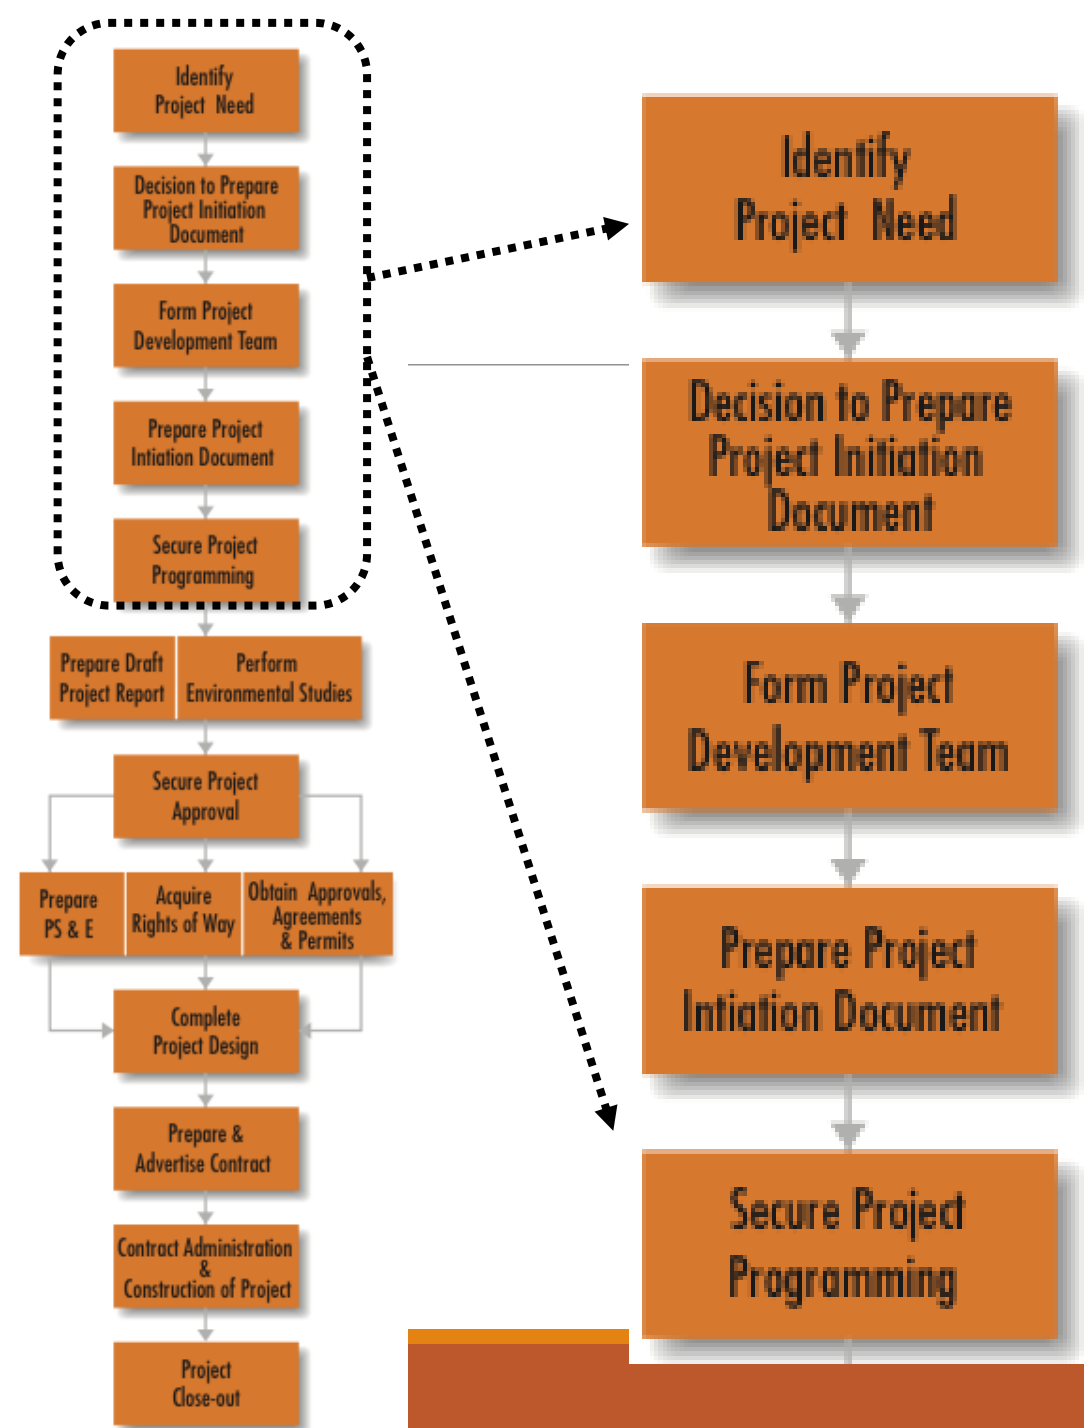 Identify
Project Need
Decision to Prepare
Project Initiation
Document
Form Project
Development Team
Prepare Project
Intiation Document
Secure Project
Programming
Prepare Draft
Project Report
Perform
Environmental Studies
Secure Project
Approval
Prepare
PS & E
Acquire
Rights of Way
Obtain Approvals,
Agreements
& Permits
Complete
Project Design
Prepare &
Advertise Contract
Contract Administration
&
Construction of Project
Project
Close-out
Identify
Project Need
Decision to Prepare
Project Initiation
Document
Form Project
Development Team
Prepare Project
Intiation Document
Secure Project
Programming